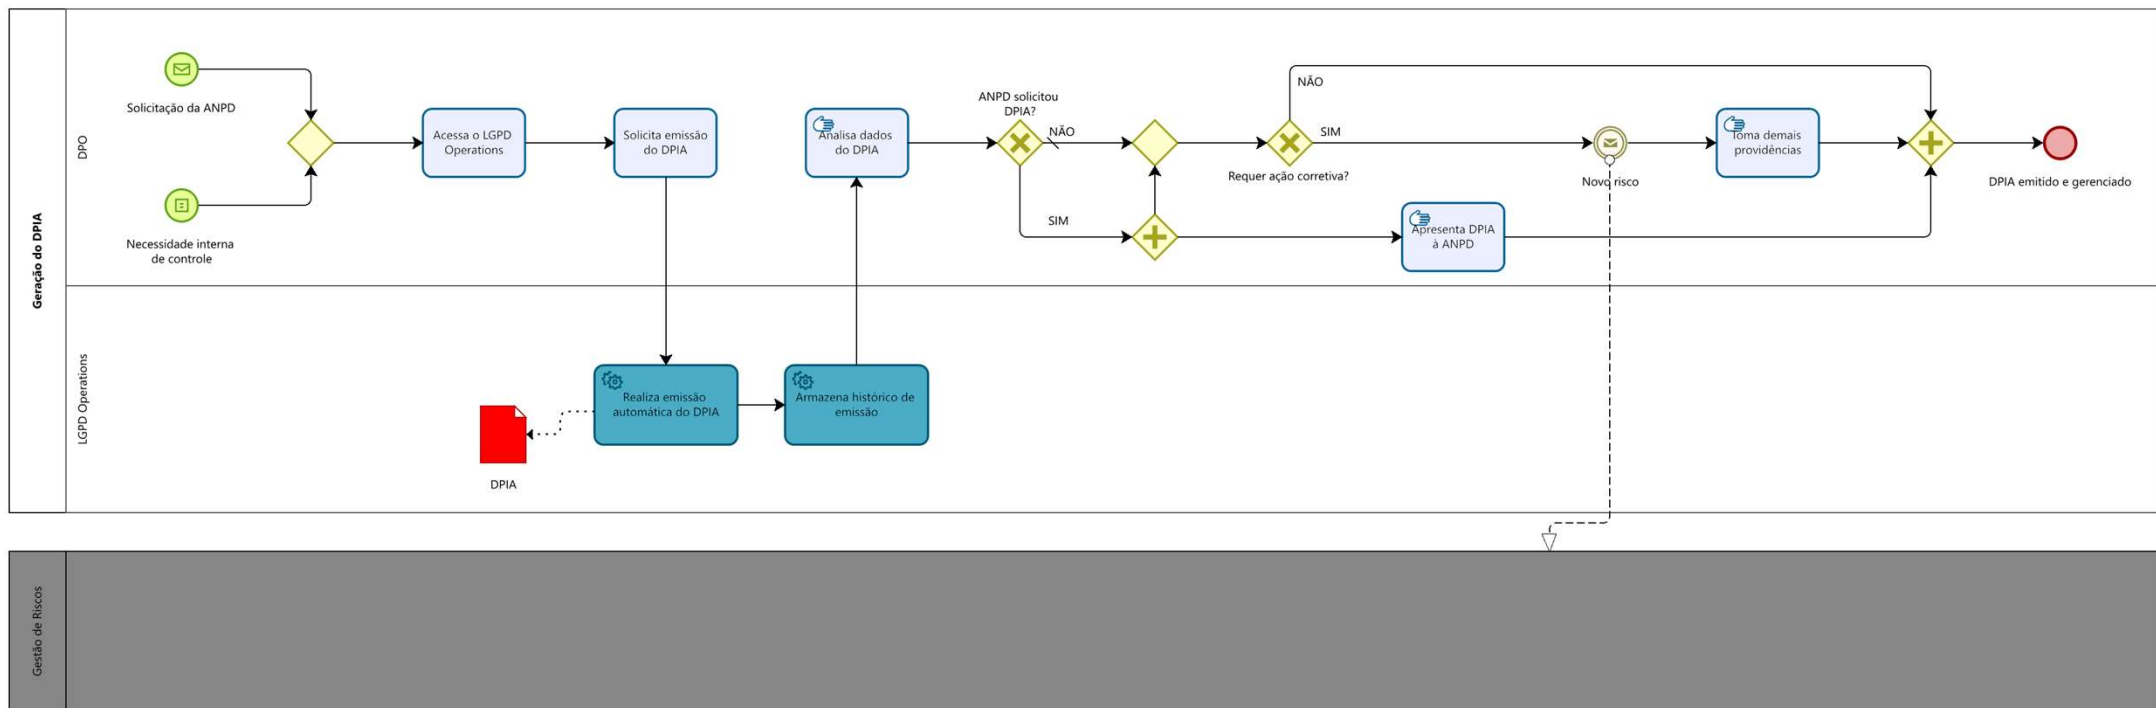 Geração do DPIA
DPO
Solicitação da ANPD
Necessidade interna
de controle
Acessa o LGPD
Operations
Solicita emissão
do DPIA
Analisa dados
do DPIA
ANPD solicitou
DPIA?
NÃO
SIM
Requer ação corretiva?
NÃO
SIM
Apresenta DPIA
à ANPD
Novo risco
Toma demais
providências
DPIA emitido e gerenciado
LGPD Operations
DPIA
Realiza emissão
automática do DPIA
Armazena histórico de
emissão
Gestão de Riscos